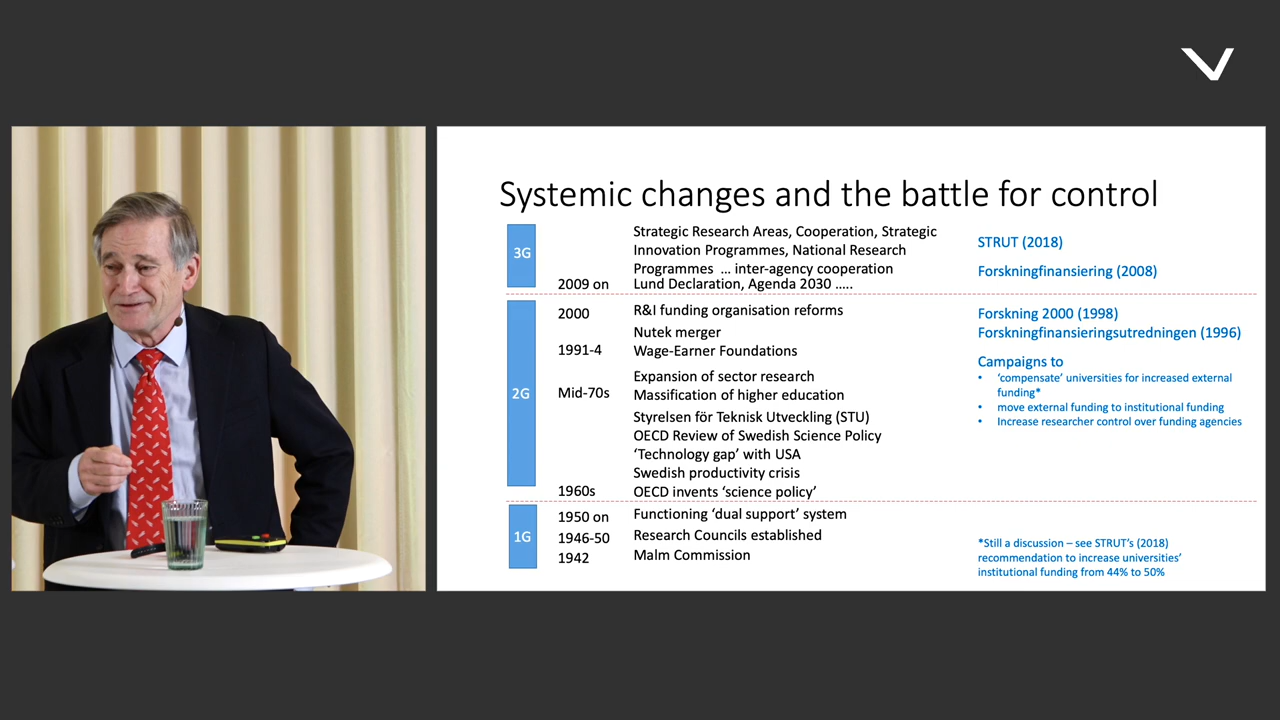 Systemic changes and the battle for control
3G
2009 on
Strategic Research Areas, Cooperation, Strategic
Innovation Programmes, National Research
Programmes … inter-agency cooperation
Lund Declaration, Agenda 2030 …..
STRUT (2018)
Forskningfinansiering (2008)
2G
2000
R&I funding organisation reforms
Nutek merger
1991-4
Wage-Earner Foundations
Mid-70s
Expansion of sector research
Massification of higher education
Styrelsen för Teknisk Utveckling (STU)
OECD Review of Swedish Science Policy
‘Technology gap’ with USA
Swedish productivity crisis
1960s
OECD invents ‘science policy’
Forskning 2000 (1998)
Forskningfinansieringsutredningen (1996)
Campaigns to
• ‘compensate’ universities for increased external
funding*
• move external funding to institutional funding
• Increase researcher control over funding agencies
1G
1950 on
Functioning ‘dual support’ system
1946-50
Research Councils established
1942
Malm Commission
*Still a discussion – see STRUT’s (2018)
recommendation to increase universities’
institutional funding from 44% to 50%